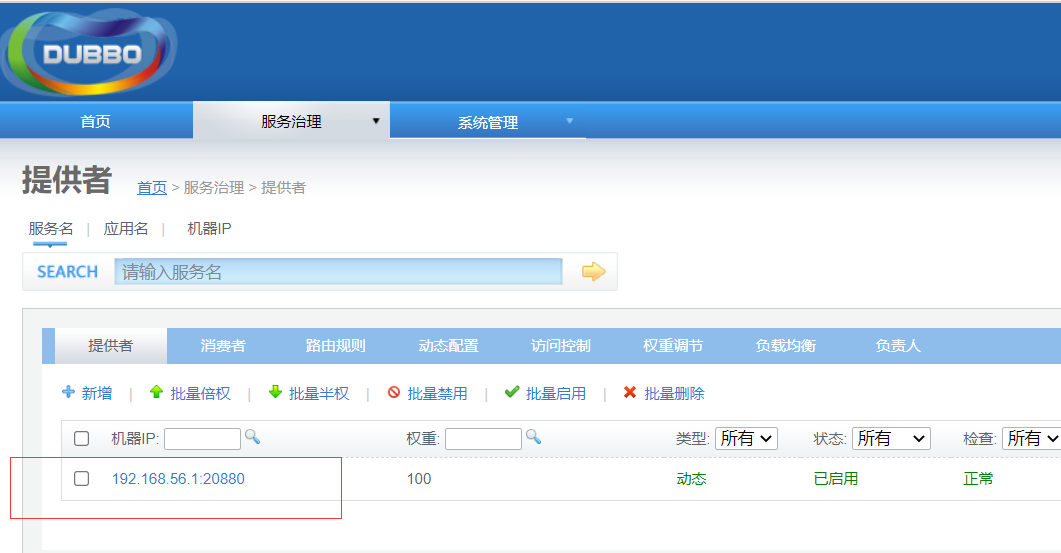 DUBBO
首页 服务治理 系统管理
提供者 首页 > 服务治理 > 提供者
服务名 | 应用名 | 机器IP
SEARCH 请输入服务名
提供者 消费者 路由规则 动态配置 访问控制 权重调节 负载均衡 负责人
新增 | 批量倍权 | 批量半权 | 批量禁用 | 批量启用 | 批量删除
机器IP: 权重: 类型: 所有 状态: 所有 检查: 所有
192.168.56.1:20880 100 动态 已启用 正常